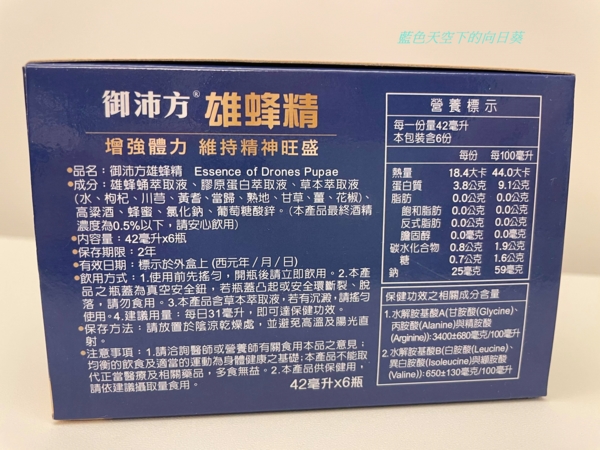 藍色天空下的向日葵
御沛方® 雄蜂精
增強體力 維持精神旺盛
•品名：御沛方雄蜂精 Essence of Drones Pupae
•成分：雄蜂蛹萃取液、膠原蛋白萃取液、草本萃取液
(水、枸杞、川芎、黃耆、當歸、熟地、甘草、薑、花椒)、
高粱酒、蜂蜜、氯化鈉、葡萄糖酸鋅。(本產品最終酒精
濃度為0.5%以下，請安心飲用)
•內容量：42毫升x6瓶
•保存期限：2年
•有效日期：標示於外盒上(西元年/月/日)
•飲用方式：1.使用前先搖勻，開瓶後請立即飲用。2.本產
品之瓶蓋為真空安全鈕，若瓶蓋凸起或安全環斷裂、脫
落，請勿食用。3.本產品含草本萃取液，若有沉澱，請搖勻
使用。4.建議用量：每日31毫升，即可達保健功效。
•保存方法：請放置於陰涼乾燥處，並避免高溫及陽光直
射。
•注意事項：1.請洽詢醫師或營養師有關食用本品之意見；
均衡的飲食及適當的運動為身體健康之基礎；本產品不能取
代正當醫療及相關藥品，多食無益。2.本產品供保健用，
請依建議攝取量食用。
42毫升x6瓶
營養標示
每一份量42毫升
本包裝含6份
每份 每100毫升
熱量 18.4大卡 44.0大卡
蛋白質 3.8公克 9.1公克
脂肪 0.0公克 0.0公克
飽和脂肪 0.0公克 0.0公克
反式脂肪 0.0公克 0.0公克
膽固醇 0.0毫克 0.0毫克
碳水化合物 0.8公克 1.9公克
糖 0.7公克 1.6公克
鈉 25毫克 59毫克
保健功效之相關成分含量
1.水解胺基酸A(甘胺酸(Glycine)、
丙胺酸(Alanine)與精胺酸
(Arginine)):3400±680毫克/100毫升
2.水解胺基酸B(白胺酸(Leucine)、
異白胺酸(Isoleucine)與纈胺酸
(Valine)):650±130毫克/100毫升